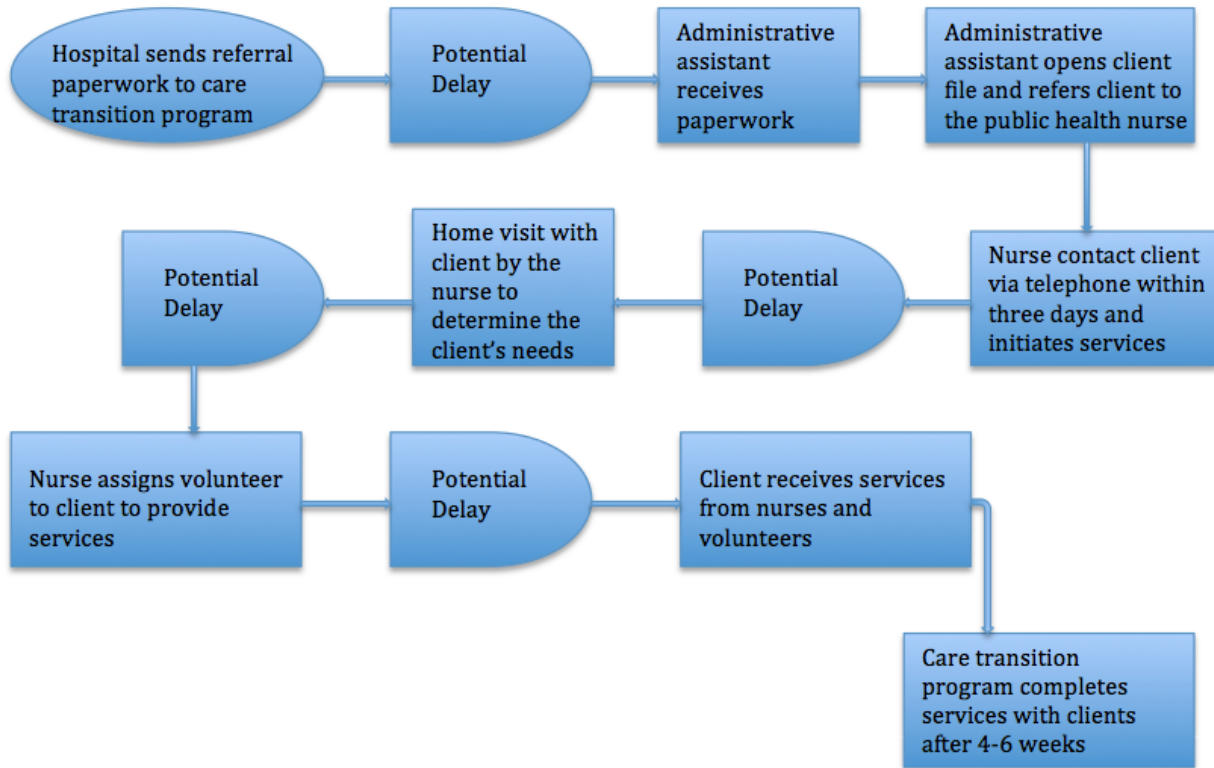 Hospital sends referral
paperwork to care
transition program
Potential
Delay
Administrative
assistant
receives
paperwork
Administrative
assistant opens client
file and refers client to
the public health nurse
Nurse contact client
via telephone within
three days and
initiates services
Potential
Delay
Home visit with
client by the
nurse to
determine the
client's needs
Potential
Delay
Nurse assigns volunteer
to client to provide
services
Potential
Delay
Client receives services
from nurses and
volunteers
Care transition
program completes
services with clients
after 4-6 weeks